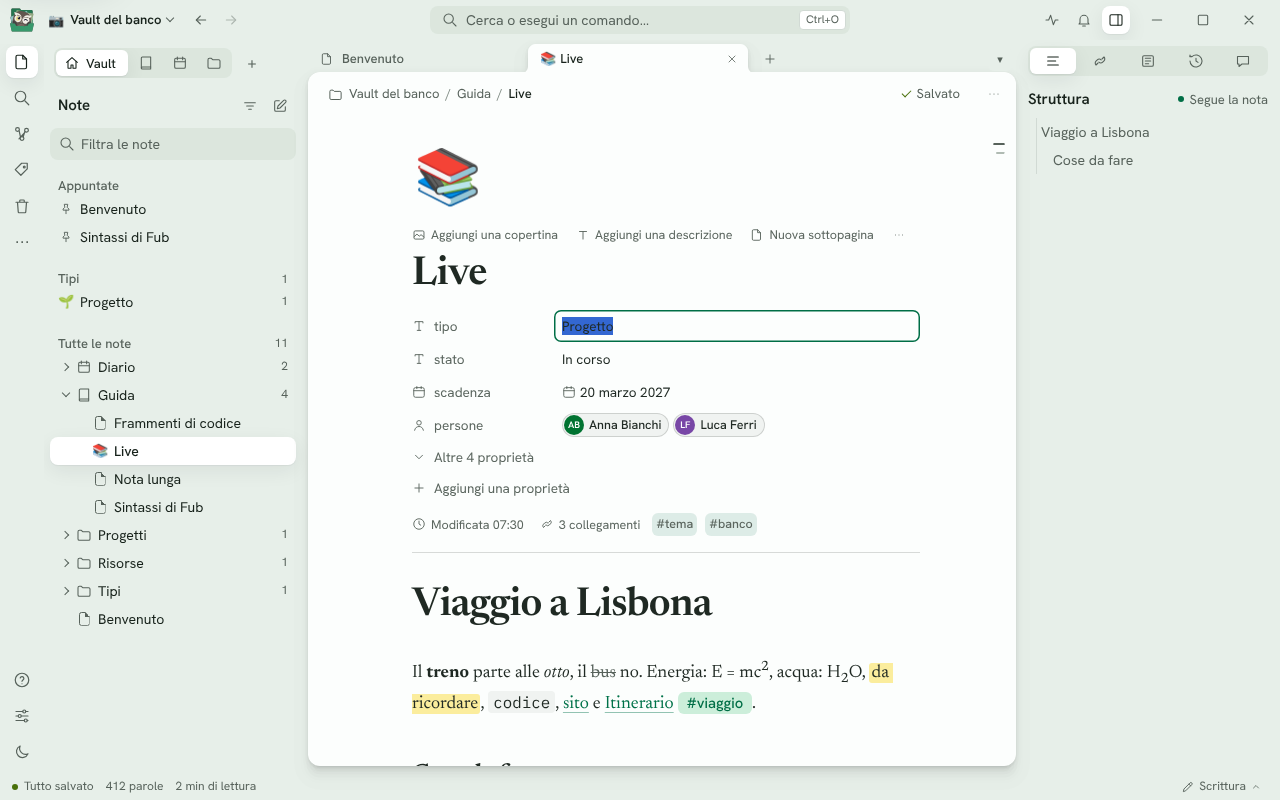 Vault del banco
Cerca o esegui un comando…
Ctrl+O
Vault
Benvenuto
Live
Note
Filtra le note
Appuntate
Benvenuto
Sintassi di Fub
Tipi 1
Progetto 1
Tutte le note 11
Diario 2
Guida 4
Frammenti di codice
Live
Nota lunga
Sintassi di Fub
Progetti 1
Risorse 1
Tipi 1
Benvenuto
Vault del banco / Guida / Live
Salvato
Aggiungi una copertina
Aggiungi una descrizione
Nuova sottopagina
Live
tipo Progetto
stato In corso
scadenza 20 marzo 2027
persone AB Anna Bianchi LF Luca Ferri
Altre 4 proprietà
Aggiungi una proprietà
Modificata 07:30 3 collegamenti #tema #banco
Viaggio a Lisbona
Il treno parte alle otto, il bus no. Energia: E = mc2, acqua: H2O, da
ricordare, codice, sito e Itinerario #viaggio.
Struttura
Segue la nota
Viaggio a Lisbona
Cose da fare
Tutto salvato 412 parole 2 min di lettura
Scrittura